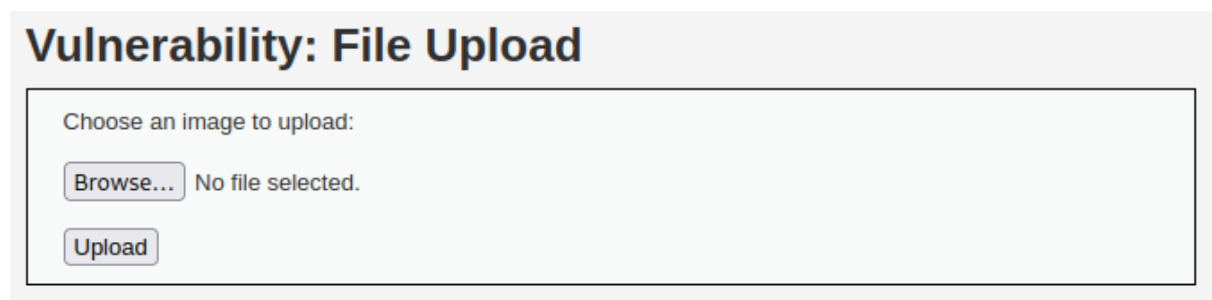 Vulnerability: File Upload
Choose an image to upload:
Browse... No file selected.
Upload